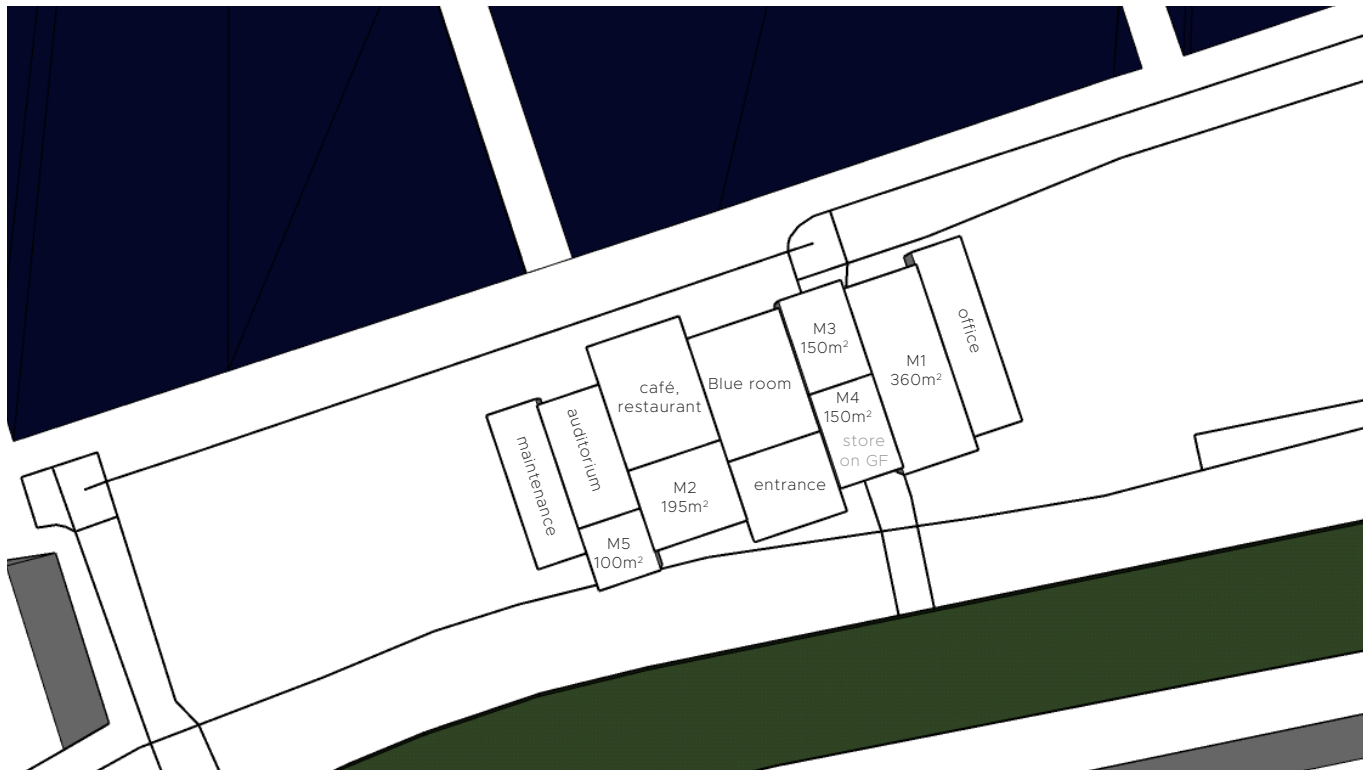 maintenance
auditorium
café,
restaurant
Blue room
M3
150m²
M1
360m²
office
M4
150m²
store
on GF
M2
195m²
entrance
M5
100m²